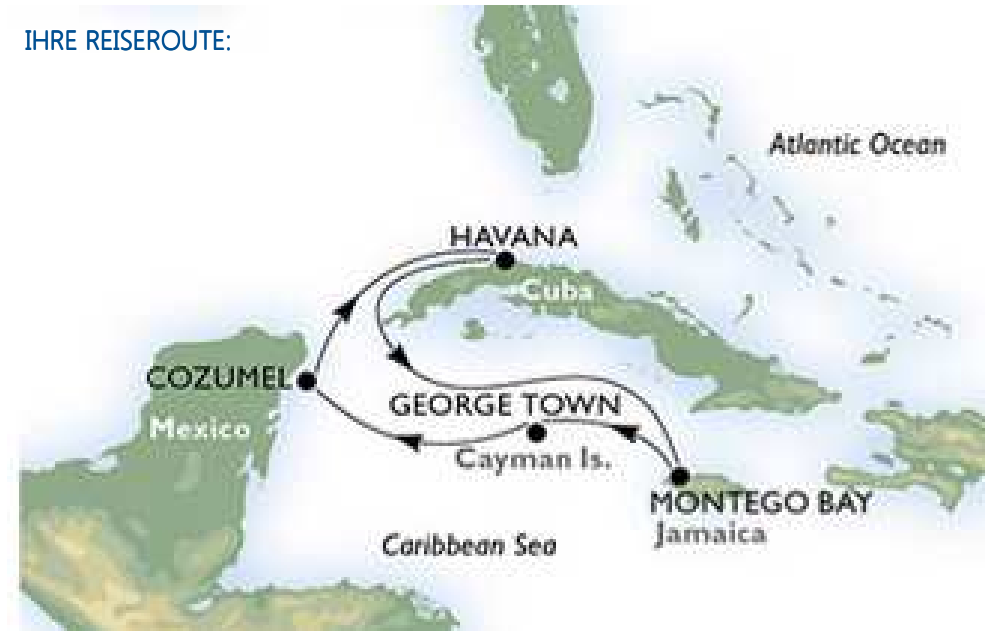 IHRE REISEROUTE:
Atlantic Ocean
HAVANA
Cuba
COZUMEL
GEORGE TOWN
Mexico
Cayman Is.
MONTEGO BAY
Jamaica
Caribbean Sea